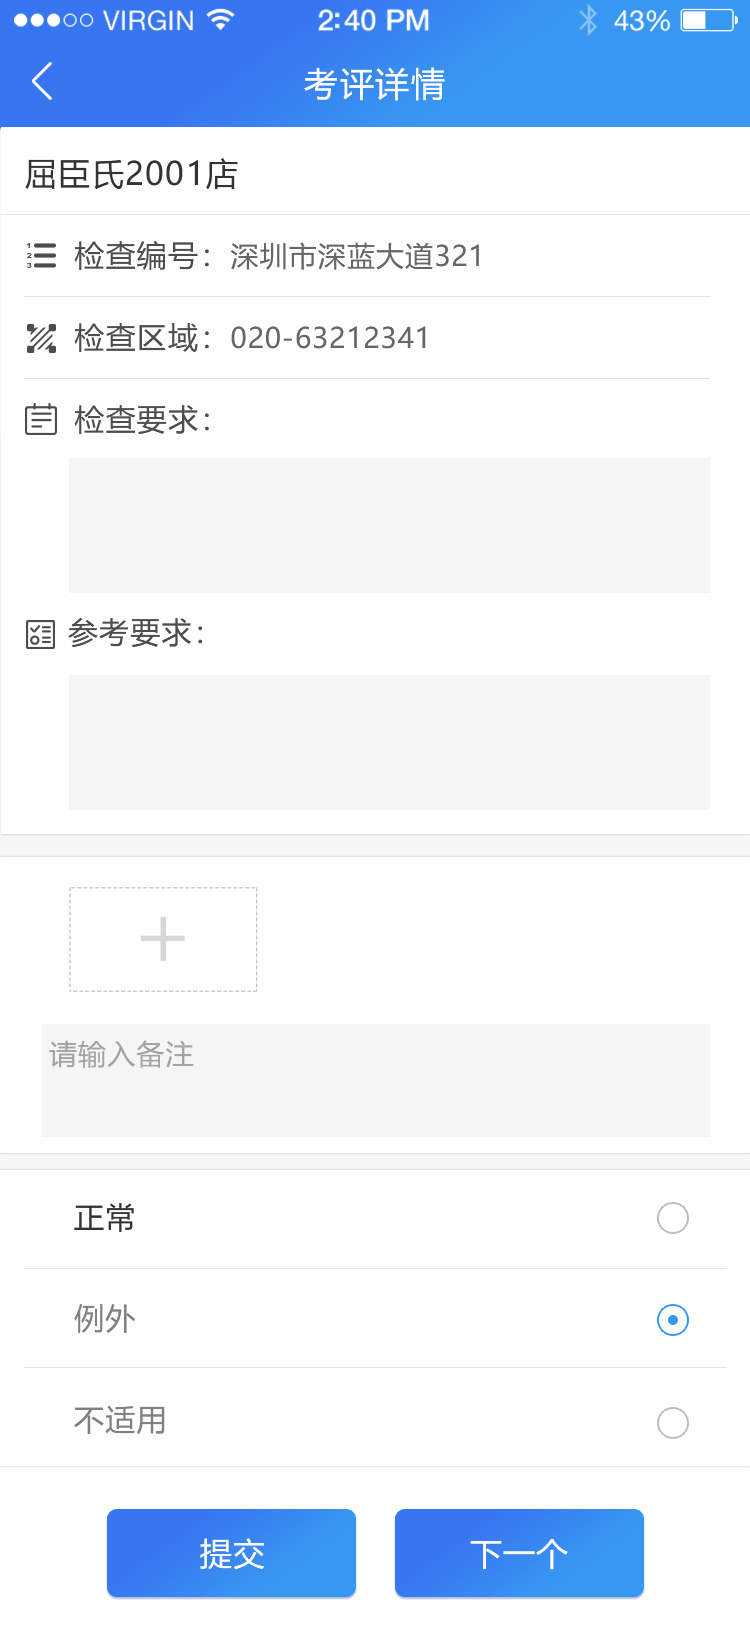 VIRGIN 2:40 PM 43%
考评详情
屈臣氏2001店
检查编号：深圳市深蓝大道321
检查区域：020-63212341
检查要求：
参考要求：
请输入备注
正常
例外
不适用
提交 下一个